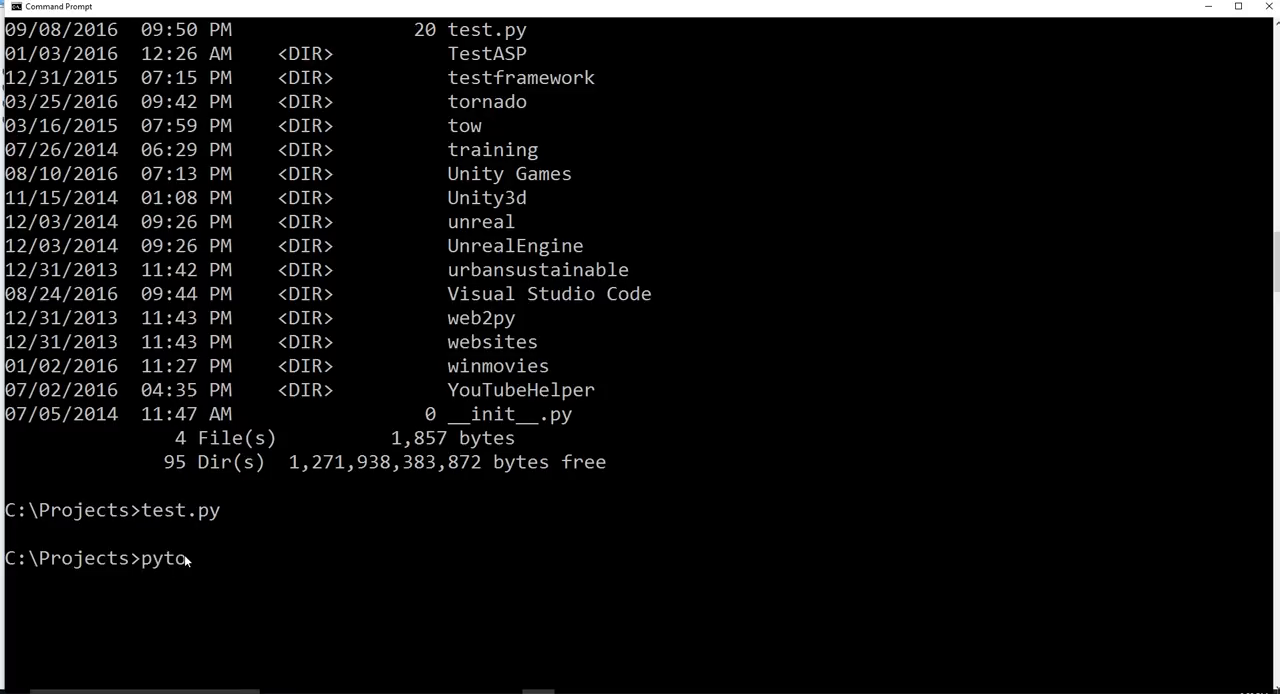 Command Prompt
09/08/2016  09:50 PM                20 test.py
01/03/2016  12:26 AM    <DIR>          TestASP
12/31/2015  07:15 PM    <DIR>          testframework
03/25/2016  09:42 PM    <DIR>          tornado
03/16/2015  07:59 PM    <DIR>          tow
07/26/2014  06:29 PM    <DIR>          training
08/10/2016  07:13 PM    <DIR>          Unity Games
11/15/2014  01:08 PM    <DIR>          Unity3d
12/03/2014  09:26 PM    <DIR>          unreal
12/03/2014  09:26 PM    <DIR>          UnrealEngine
12/31/2013  11:42 PM    <DIR>          urbansustainable
08/24/2016  09:44 PM    <DIR>          Visual Studio Code
12/31/2013  11:43 PM    <DIR>          web2py
12/31/2013  11:43 PM    <DIR>          websites
01/02/2016  11:27 PM    <DIR>          winmovies
07/02/2016  04:35 PM    <DIR>          YouTubeHelper
07/05/2014  11:47 AM                 0 __init__.py
               4 File(s)          1,857 bytes
              95 Dir(s)  1,271,938,383,872 bytes free
C:\Projects>test.py
C:\Projects>pyto